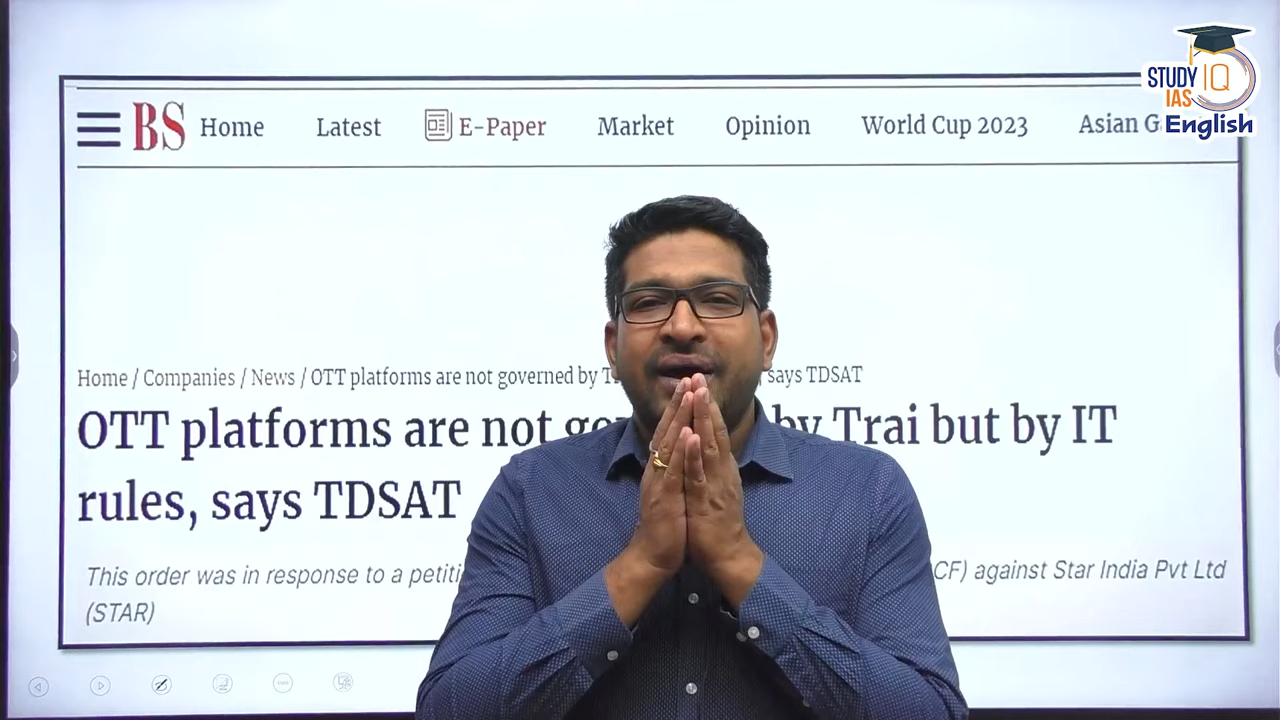 STUDY IQ
IAS
English
BS Home Latest E-Paper Market Opinion World Cup 2023 Asian G
Home / Companies / News / OTT platforms are not governed by says TDSAT
OTT platforms are not by Trai but by IT
rules, says TDSAT
This order was in response to a CF) against Star India Pvt Ltd
(STAR)